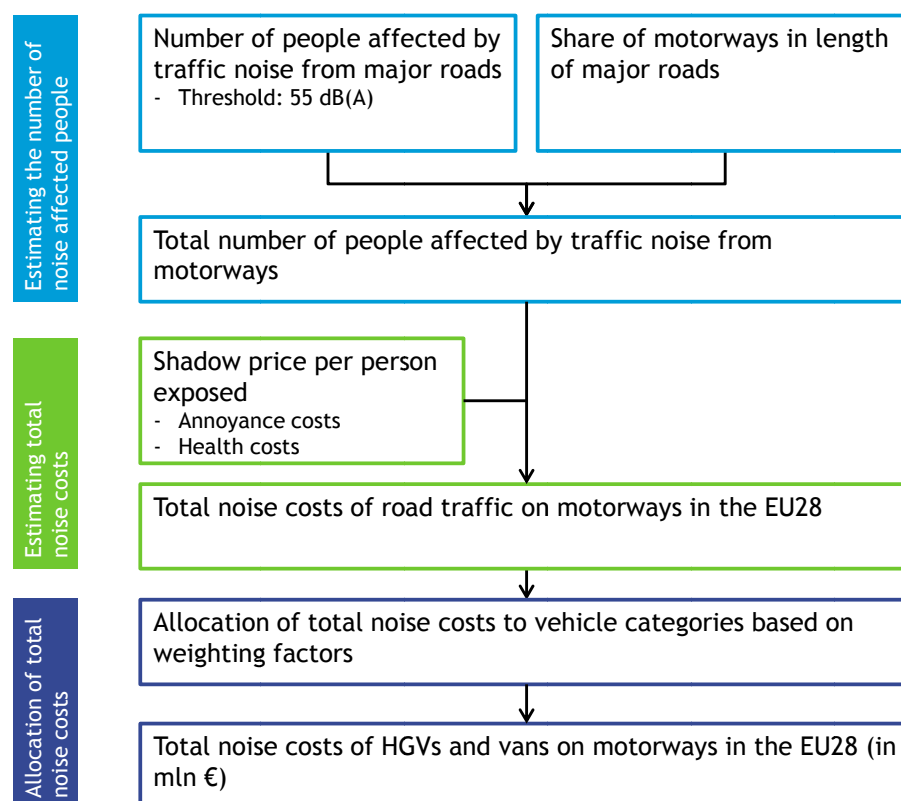 Estimating the number of
noise affected people
Number of people affected by
traffic noise from major roads
- Threshold: 55 dB(A)
Share of motorways in length
of major roads
Total number of people affected by traffic noise from
motorways
Estimating total
noise costs
Shadow price per person
exposed
- Annoyance costs
- Health costs
Total noise costs of road traffic on motorways in the EU28
Allocation of total
noise costs
Allocation of total noise costs to vehicle categories based on
weighting factors
Total noise costs of HGVs and vans on motorways in the EU28 (in
mln €)